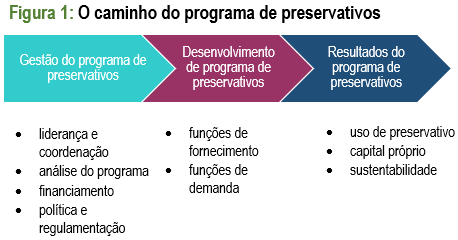 Figura 1: O caminho do programa de preservativos
Gestão do programa de
preservativos
Desenvolvimento
de programa de
preservativos
Resultados do
programa de
preservativos
• liderança e
coordenação
• análise do programa
• financiamento
• política e
regulamentação
• funções de
fornecimento
• funções de
demanda
• uso de preservativo
• capital próprio
• sustentabilidade